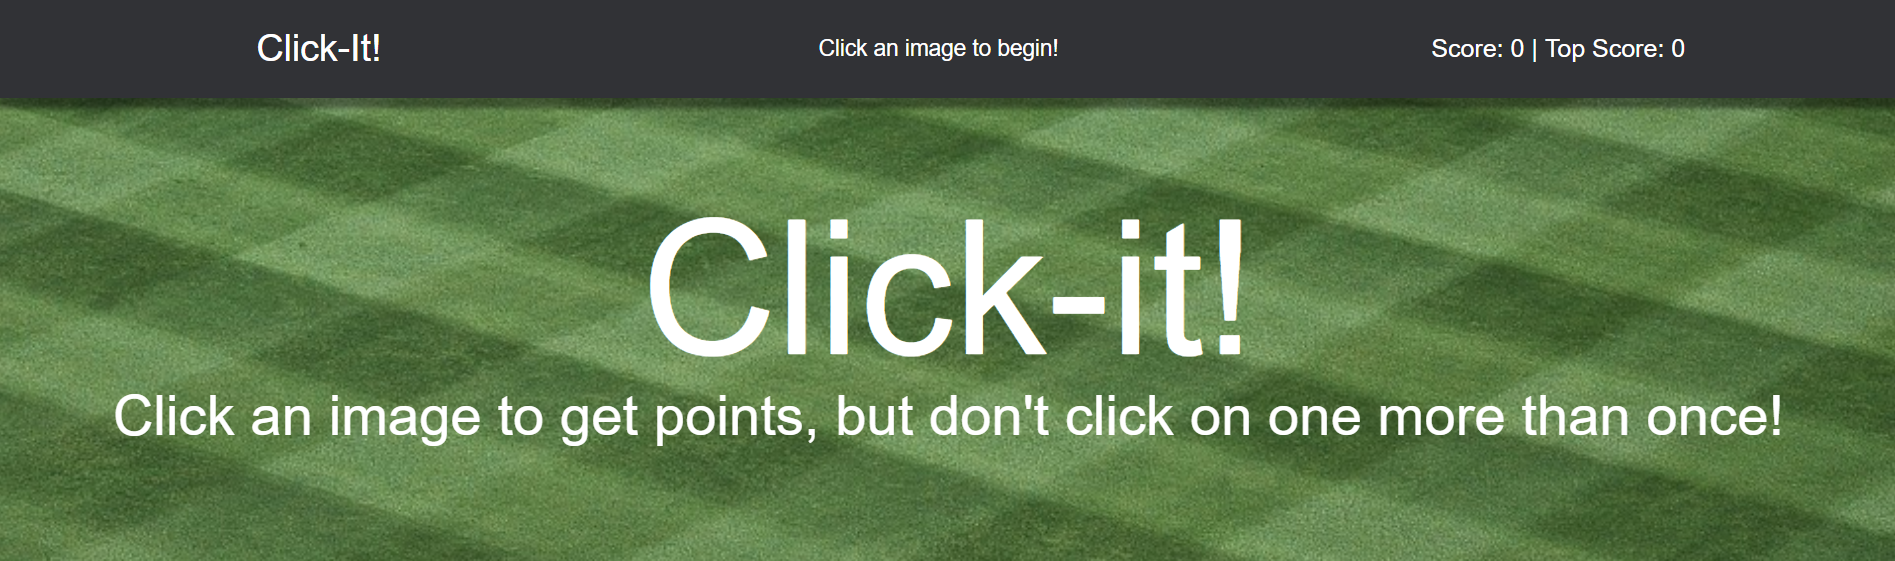 Click-It!
Click an image to begin!
Score: 0 | Top Score: 0
Click-it!
Click an image to get points, but don't click on one more than once!